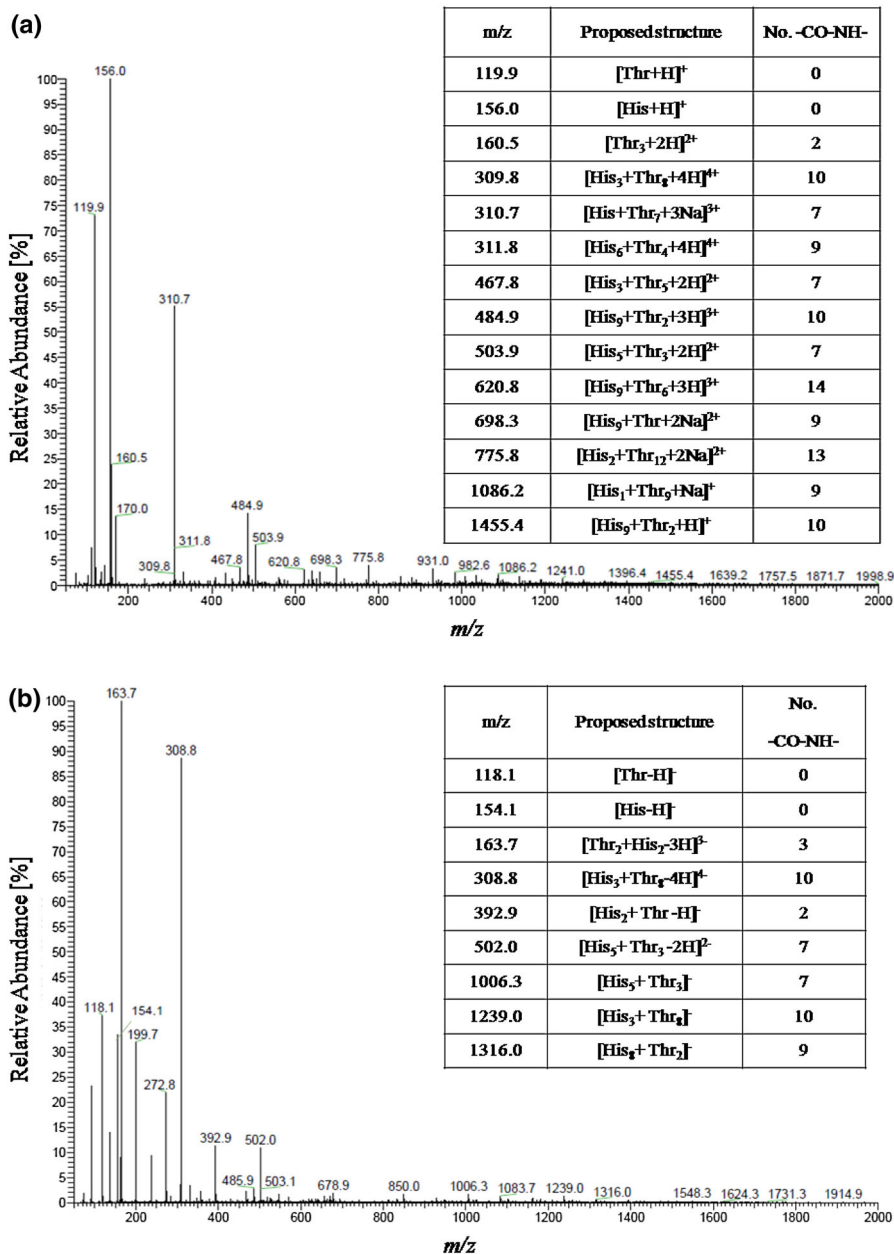 (a)
m/z Proposed structure No. -CO-NH-
119.9 [Thr+H]⁺ 0
156.0 [His+H]⁺ 0
160.5 [Thr₃+2H]²⁺ 2
309.8 [His₃+Thr₈+4H]⁴⁺ 10
310.7 [His+Thr₇+3Na]³⁺ 7
311.8 [His₆+Thr₄+4H]⁴⁺ 9
467.8 [His₃+Thr₅+2H]²⁺ 7
484.9 [His₉+Thr₂+3H]³⁺ 10
503.9 [His₅+Thr₃+2H]²⁺ 7
620.8 [His₉+Thr₆+3H]³⁺ 14
698.3 [His₉+Thr+2Na]²⁺ 9
775.8 [His₂+Thr₁₂+2Na]²⁺ 13
1086.2 [His₁+Thr₉+Na]⁺ 9
1455.4 [His₉+Thr₂+H]⁺ 10
Relative Abundance [%]
100
95
90
85
80
75
70
65
60
55
50
45
40
35
30
25
20
15
10
5
0
156.0
119.9
310.7
160.5
170.0
484.9
311.8
503.9
309.8
467.8
620.8
698.3
775.8
931.0
982.6
1086.2
1241.0
1396.4
1455.4
1639.2
1757.5
1871.7
1998.9
200 400 600 800 1000 1200 1400 1600 1800 2000
m/z
(b)
m/z Proposed structure No.
-CO-NH-
118.1 [Thr-H]⁻ 0
154.1 [His-H]⁻ 0
163.7 [Thr₂+His₂-3H]³⁻ 3
308.8 [His₃+Thr₈-4H]⁴⁻ 10
392.9 [His₂+ Thr -H]⁻ 2
502.0 [His₅+ Thr₃ -2H]²⁻ 7
1006.3 [His₅+ Thr₃]⁻ 7
1239.0 [His₃+ Thr₈]⁻ 10
1316.0 [His₈+ Thr₂]⁻ 9
Relative Abundance [%]
100
95
90
85
80
75
70
65
60
55
50
45
40
35
30
25
20
15
10
5
0
163.7
308.8
118.1
154.1
199.7
272.8
392.9
502.0
485.9
503.1
678.9
850.0
1006.3
1083.7
1239.0
1316.0
1548.3
1624.3
1731.3
1914.9
200 400 600 800 1000 1200 1400 1600 1800 2000
m/z